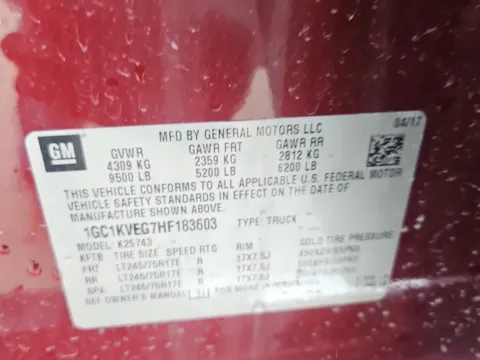 GM
MFD BY GENERAL MOTORS LLC
04/17
GVWR GAWR FRT GAWR RR
4309 KG 2359 KG 2812 KG
9500 LB 5200 LB 6200 LB
THIS VEHICLE CONFORMS TO ALL APPLICABLE U.S. FEDERAL MOTOR
VEHICLE SAFETY STANDARDS IN EFFECT ON THE DATE OF
MANUFACTURE SHOWN ABOVE.
1GC1KVEG7HF183603 TYPE: TRUCK
MODEL: K25743
TIRE SIZE SPEED RTG RIM COLD TIRE PRESSURE
FRT LT245/75R17E R 17X7.5J
RR LT245/75R17E R 17X7.5J
SPA LT245/75R17E R 17X7.5J
SEE OWNER'S MANUAL